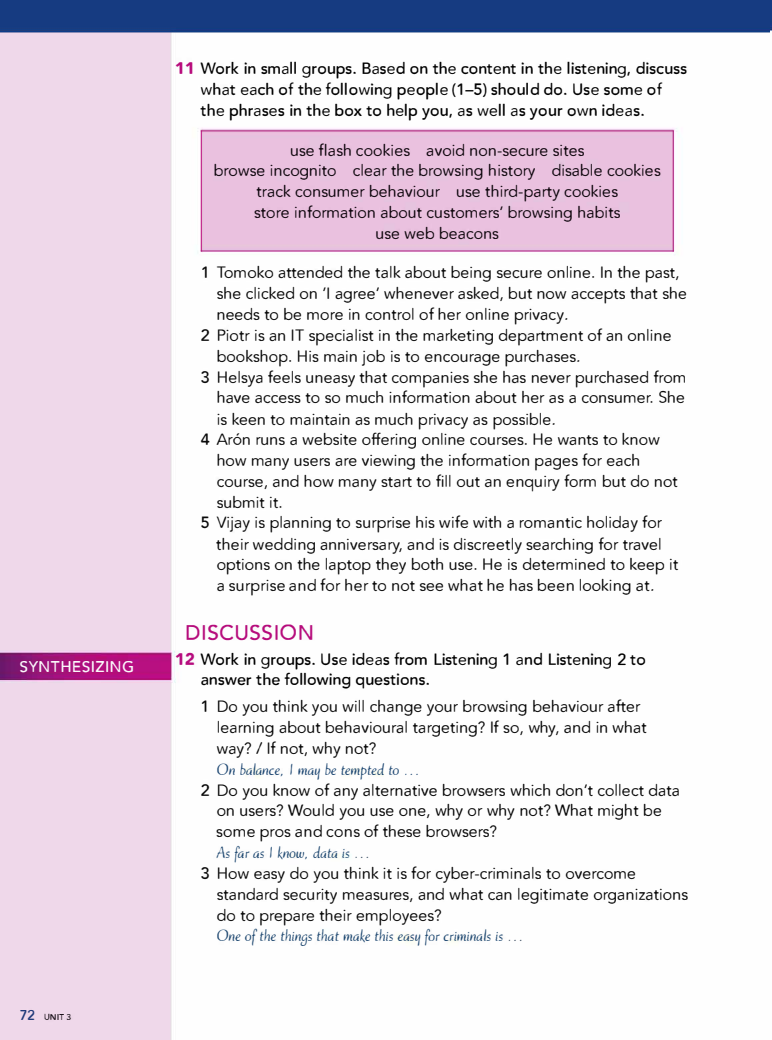 11 Work in small groups. Based on the content in the listening, discuss
what each of the following people (1–5) should do. Use some of
the phrases in the box to help you, as well as your own ideas.
use flash cookies avoid non-secure sites
browse incognito clear the browsing history disable cookies
track consumer behaviour use third-party cookies
store information about customers’ browsing habits
use web beacons
1 Tomoko attended the talk about being secure online. In the past,
she clicked on ‘I agree’ whenever asked, but now accepts that she
needs to be more in control of her online privacy.
2 Piotr is an IT specialist in the marketing department of an online
bookshop. His main job is to encourage purchases.
3 Helsya feels uneasy that companies she has never purchased from
have access to so much information about her as a consumer. She
is keen to maintain as much privacy as possible.
4 Arón runs a website offering online courses. He wants to know
how many users are viewing the information pages for each
course, and how many start to fill out an enquiry form but do not
submit it.
5 Vijay is planning to surprise his wife with a romantic holiday for
their wedding anniversary, and is discreetly searching for travel
options on the laptop they both use. He is determined to keep it
a surprise and for her to not see what he has been looking at.
DISCUSSION
SYNTHESIZING
12 Work in groups. Use ideas from Listening 1 and Listening 2 to
answer the following questions.
1 Do you think you will change your browsing behaviour after
learning about behavioural targeting? If so, why, and in what
way? / If not, why not?
On balance, I may be tempted to ...
2 Do you know of any alternative browsers which don’t collect data
on users? Would you use one, why or why not? What might be
some pros and cons of these browsers?
As far as I know, data is ...
3 How easy do you think it is for cyber-criminals to overcome
standard security measures, and what can legitimate organizations
do to prepare their employees?
One of the things that make this easy for criminals is ...
72 UNIT 3